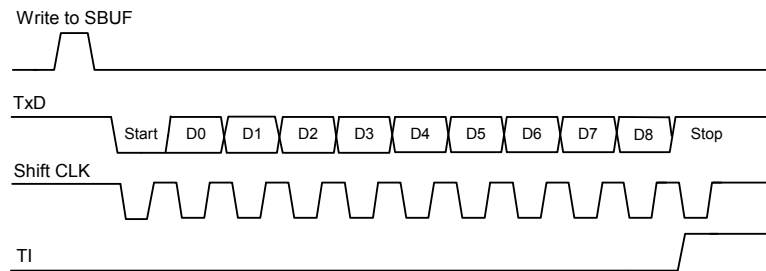 Write to SBUF
TxD
Start D0 D1 D2 D3 D4 D5 D6 D7 D8 Stop
Shift CLK
TI